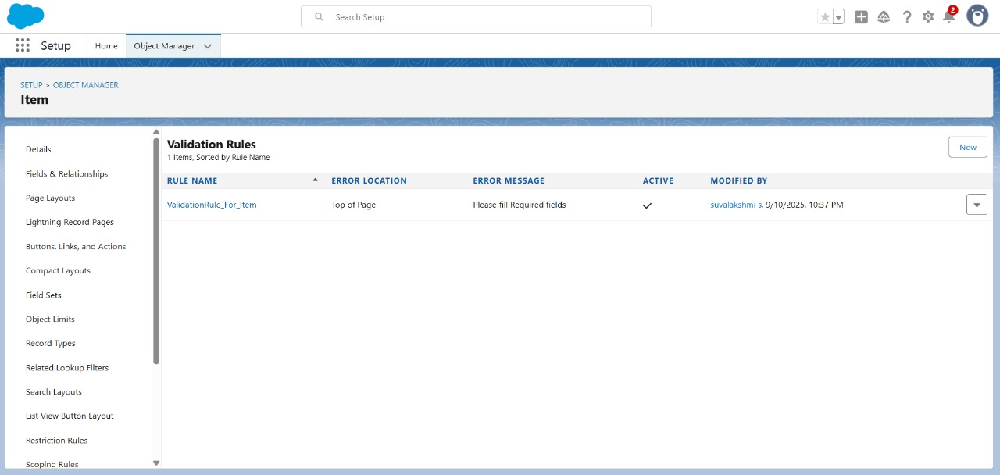 Search Setup
2
Setup
Home
Object Manager
SETUP > OBJECT MANAGER
Item
Details
Fields & Relationships
Page Layouts
Lightning Record Pages
Buttons, Links, and Actions
Compact Layouts
Field Sets
Object Limits
Record Types
Related Lookup Filters
Search Layouts
List View Button Layout
Restriction Rules
Scoping Rules
Validation Rules
1 Items, Sorted by Rule Name
New
RULE NAME ERROR LOCATION ERROR MESSAGE ACTIVE MODIFIED BY
ValidationRule_For_Item Top of Page Please fill Required fields suvalakshmi s, 9/10/2025, 10:37 PM